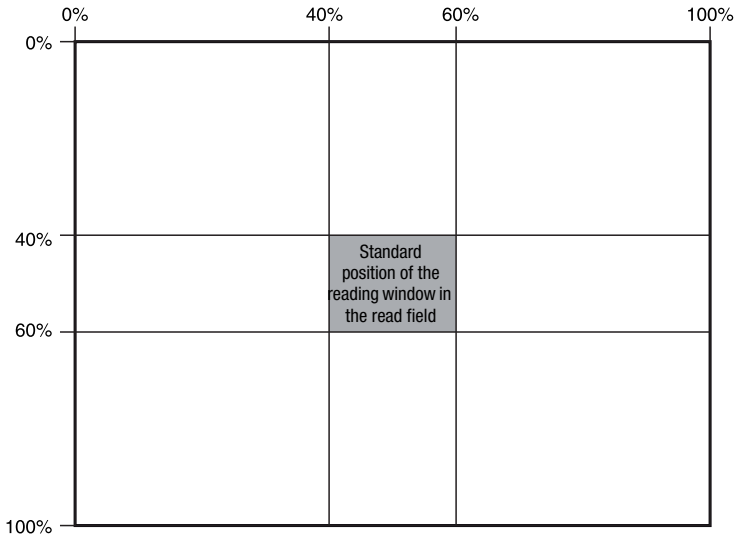 0% 40% 60% 100%
0%
40%
Standard
position of the
reading window in
the read field
60%
100%